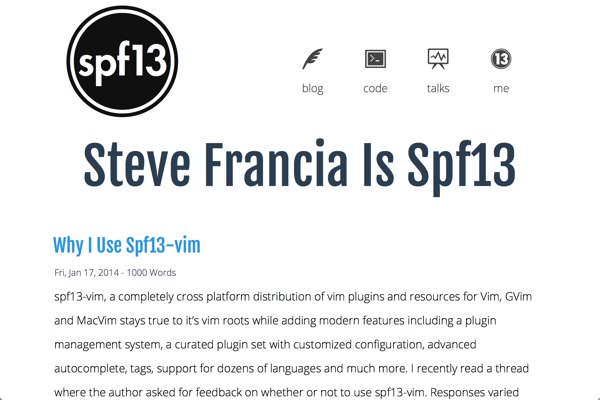 spf13
13
blog
code
talks
me
Steve Francia Is Spf13
Why I Use Spf13-vim
Fri, Jan 17, 2014 - 1000 Words
spf13-vim, a completely cross platform distribution of vim plugins and resources for Vim, GVim
and MacVim stays true to it’s vim roots while adding modern features including a plugin
management system, a curated plugin set with customized configuration, advanced
autocomplete, tags, support for dozens of languages and much more. I recently read a thread
where the author asked for feedback on whether or not to use spf13-vim. Responses varied